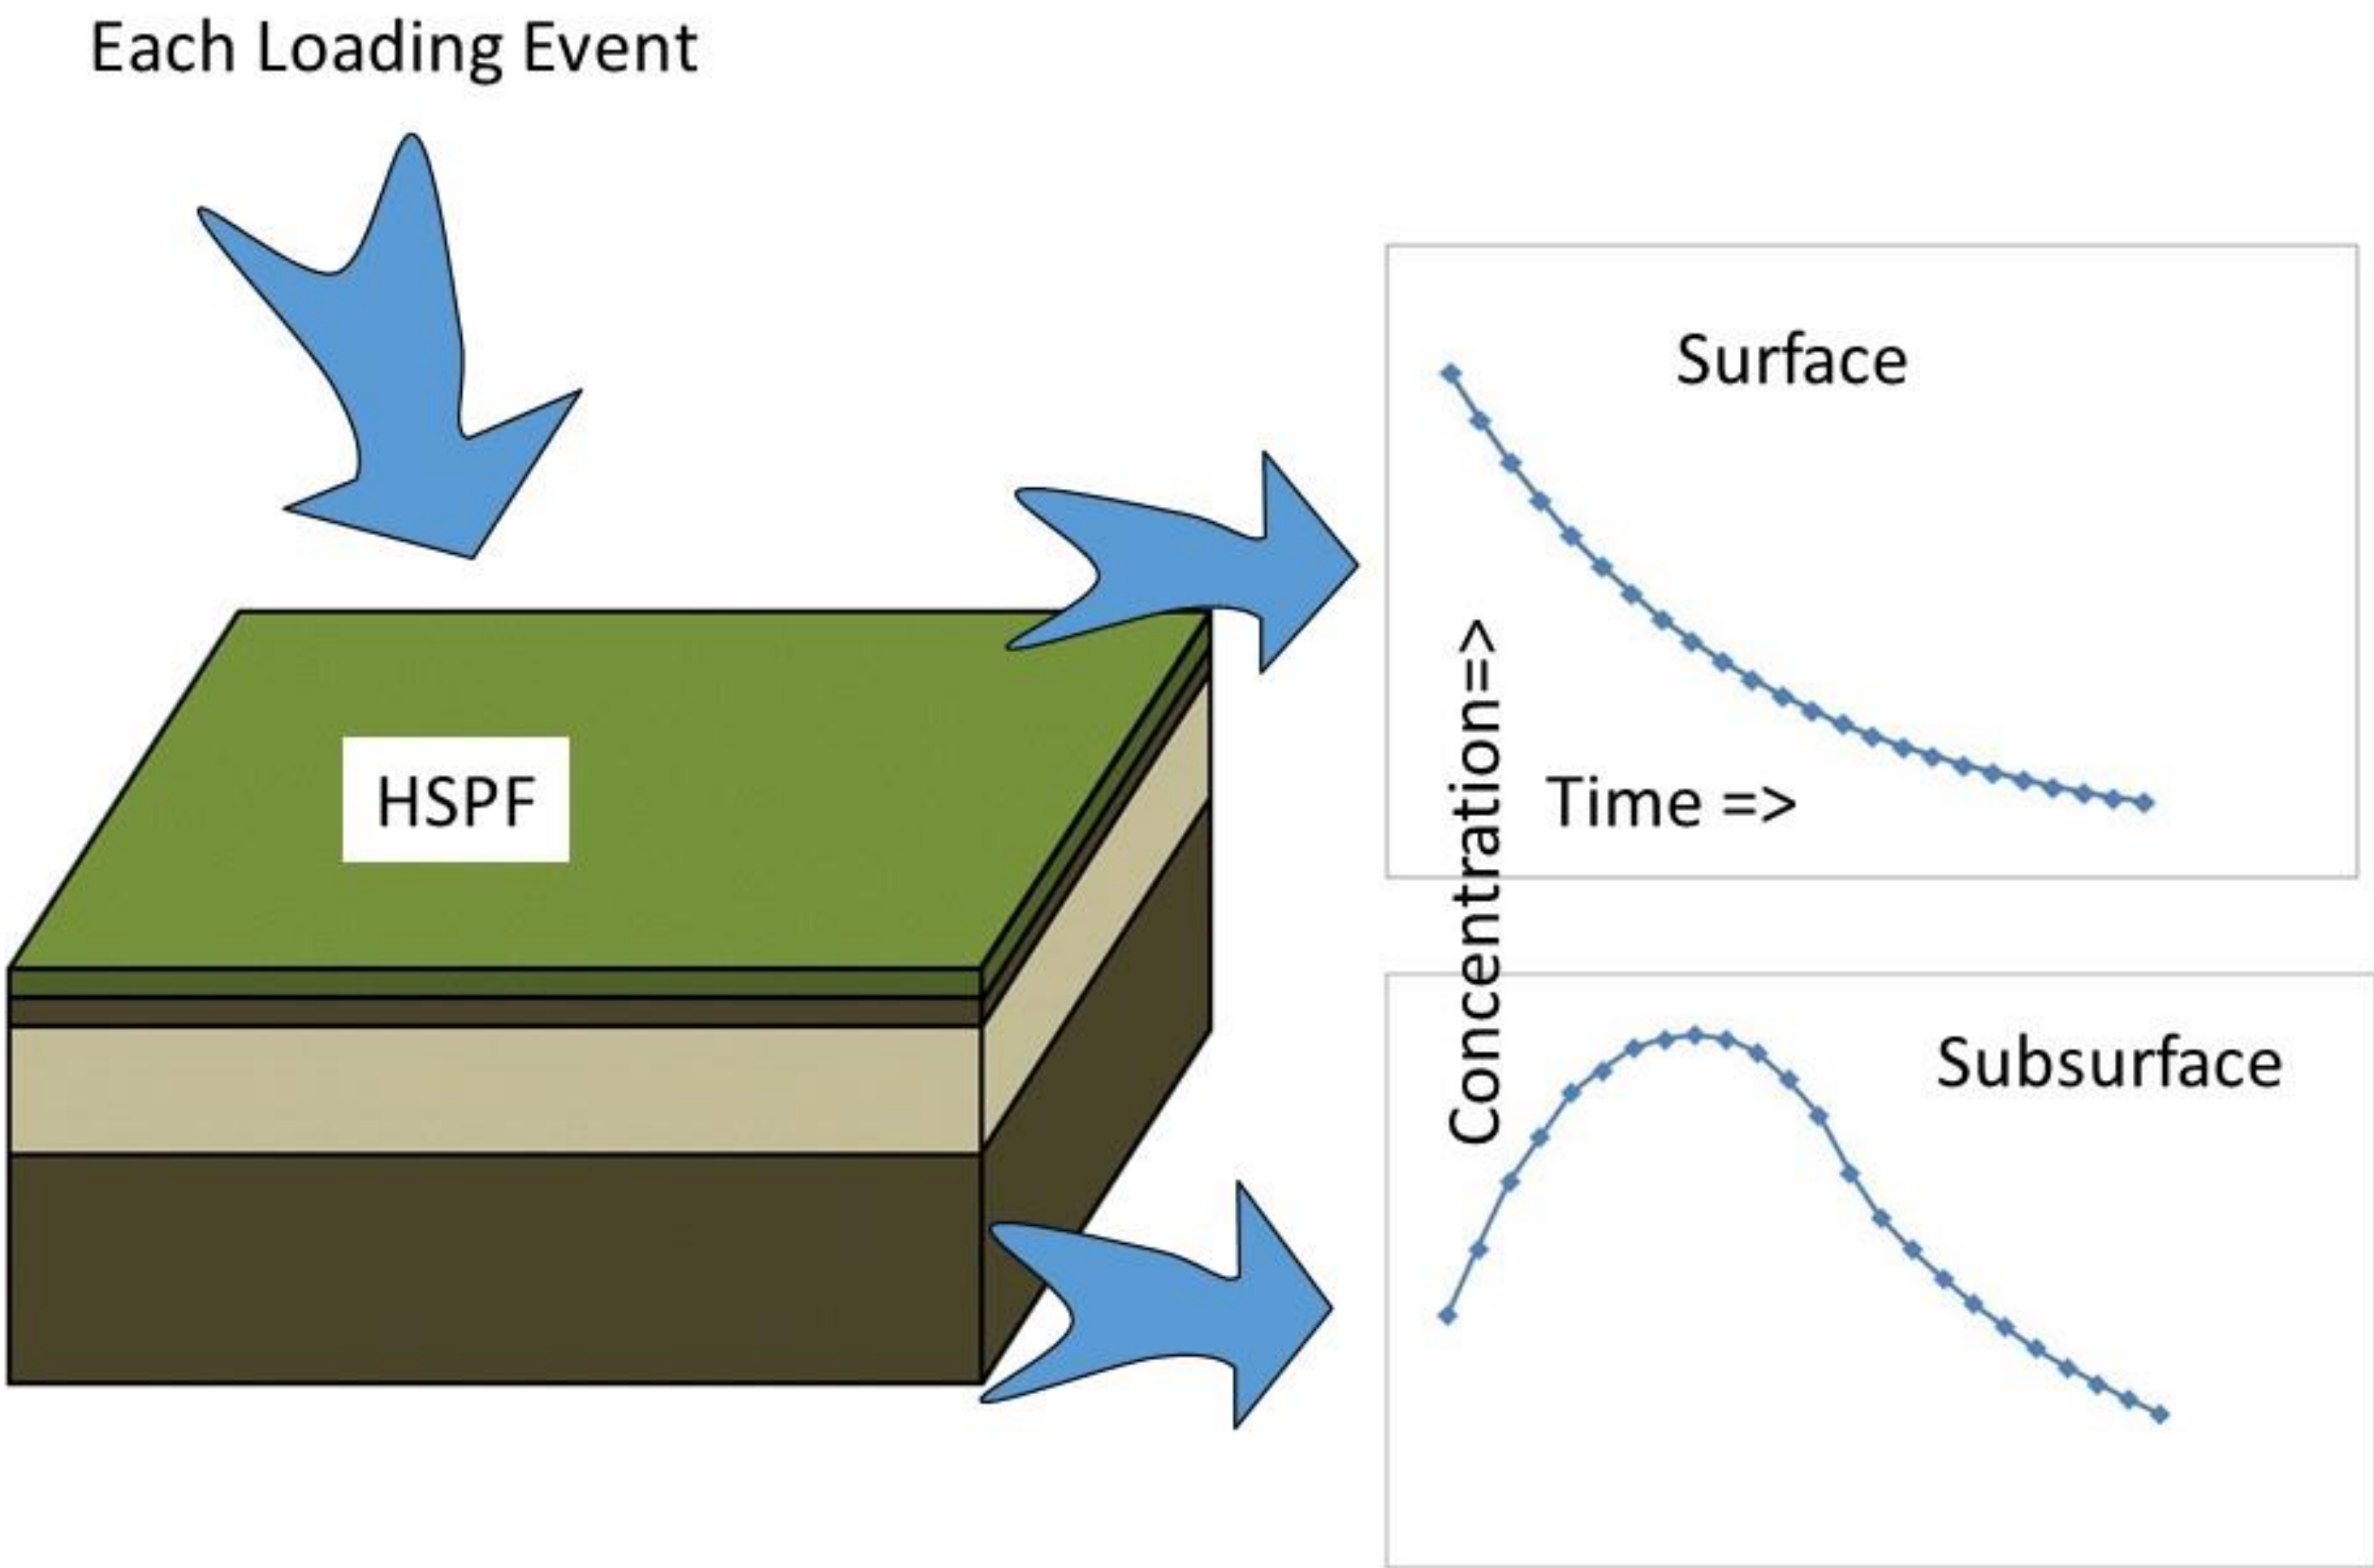 Each Loading Event
HSPF
Surface
Concentration=>
Time =>
Subsurface